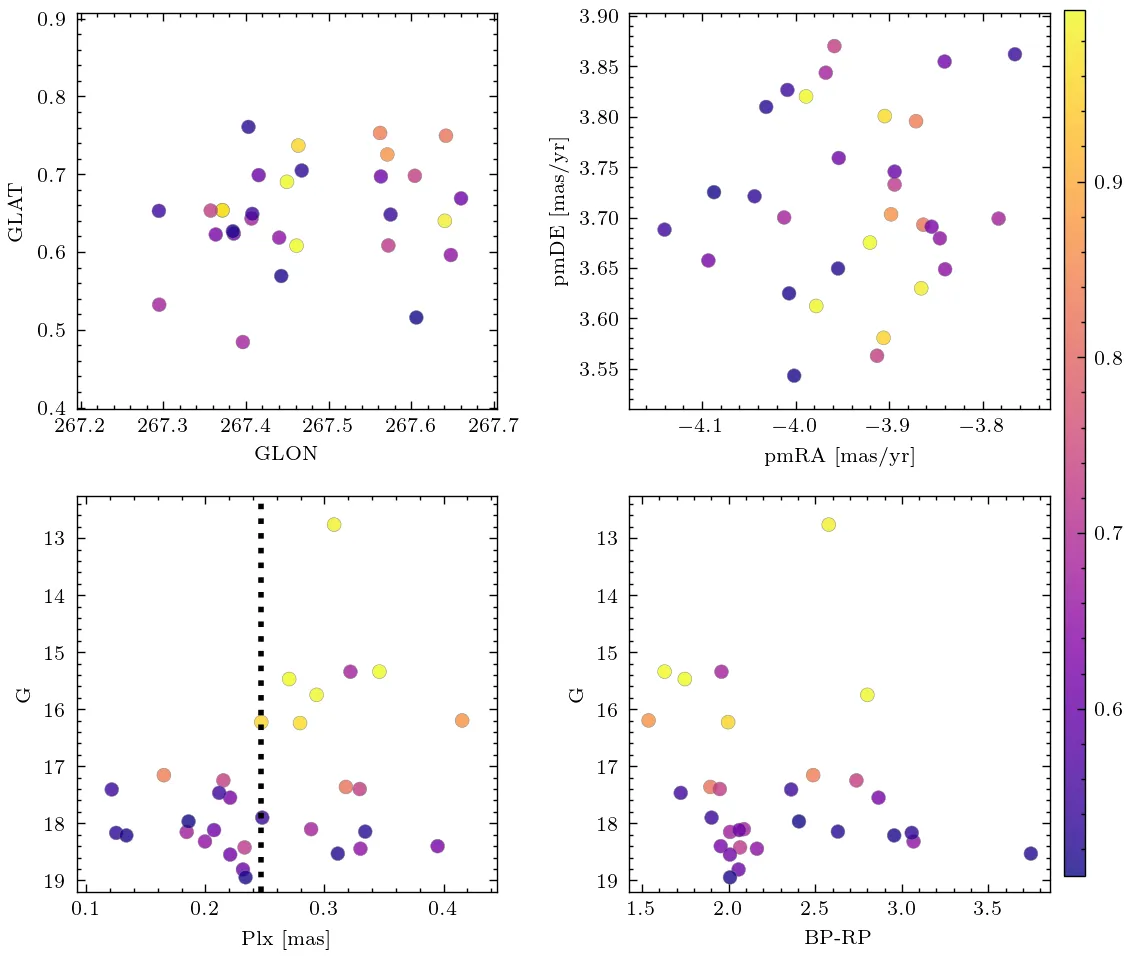 0.9
0.8
0.7
0.6
0.5
0.4
GLAT
267.2 267.3 267.4 267.5 267.6 267.7
GLON
3.90
3.85
3.80
3.75
3.70
3.65
3.60
3.55
pmDE [mas/yr]
−4.1 −4.0 −3.9 −3.8
pmRA [mas/yr]
0.9
0.8
0.7
0.6
13
14
15
16
17
18
19
G
0.1 0.2 0.3 0.4
Plx [mas]
13
14
15
16
17
18
19
G
1.5 2.0 2.5 3.0 3.5
BP-RP